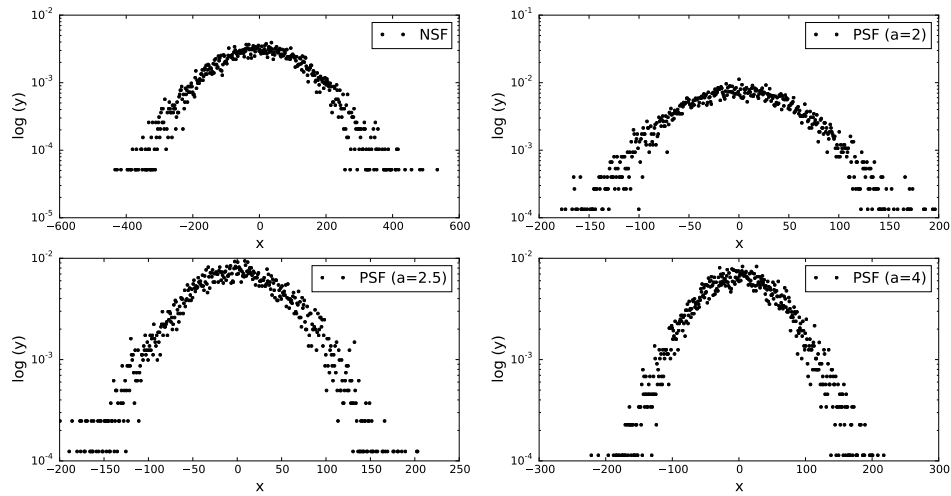 10^-2
10^-3
10^-4
10^-5
log (y)
NSF
−600 −400 −200 0 200 400 600
x
10^-1
10^-2
10^-3
10^-4
log (y)
PSF (a=2)
−200 −150 −100 −50 0 50 100 150 200
x
10^-2
10^-3
10^-4
log (y)
PSF (a=2.5)
−200 −150 −100 −50 0 50 100 150 200 250
x
10^-2
10^-3
10^-4
log (y)
PSF (a=4)
−300 −200 −100 0 100 200 300
x